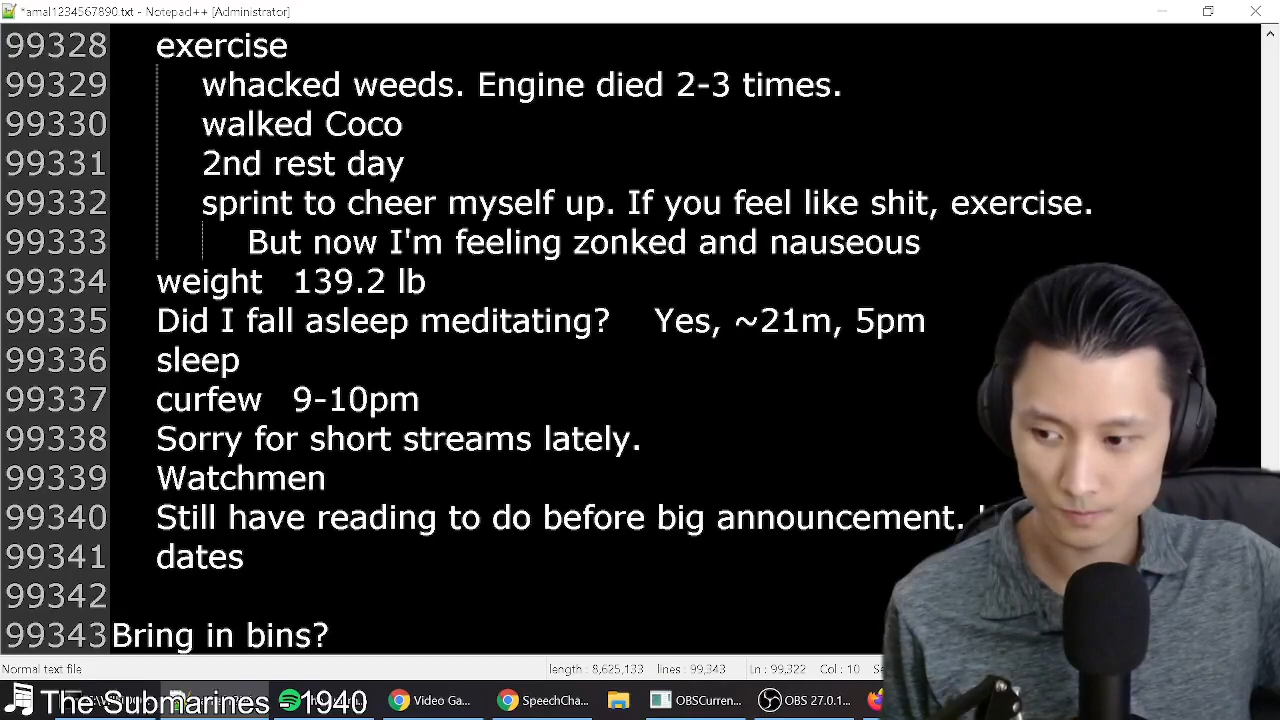 *amal1234567890.txt - Notepad++ [Administrator]
99328 exercise
99329 whacked weeds. Engine died 2-3 times.
99330 walked Coco
99331 2nd rest day
99332 sprint to cheer myself up. If you feel like shit, exercise.
99333 But now I'm feeling zonked and nauseous
99334 weight 139.2 lb
99335 Did I fall asleep meditating? Yes, ~21m, 5pm
99336 sleep
99337 curfew 9-10pm
99338 Sorry for short streams lately.
99339 Watchmen
99340 Still have reading to do before big announcement. '
99341 dates
99342
99343 Bring in bins?
Normal text file length : 8,625,133 lines : 99,343 Ln : 99,322 Col : 10
The Submarines - 1940 Video Ga... SpeechCha... OBSCurren... OBS 27.0.1...